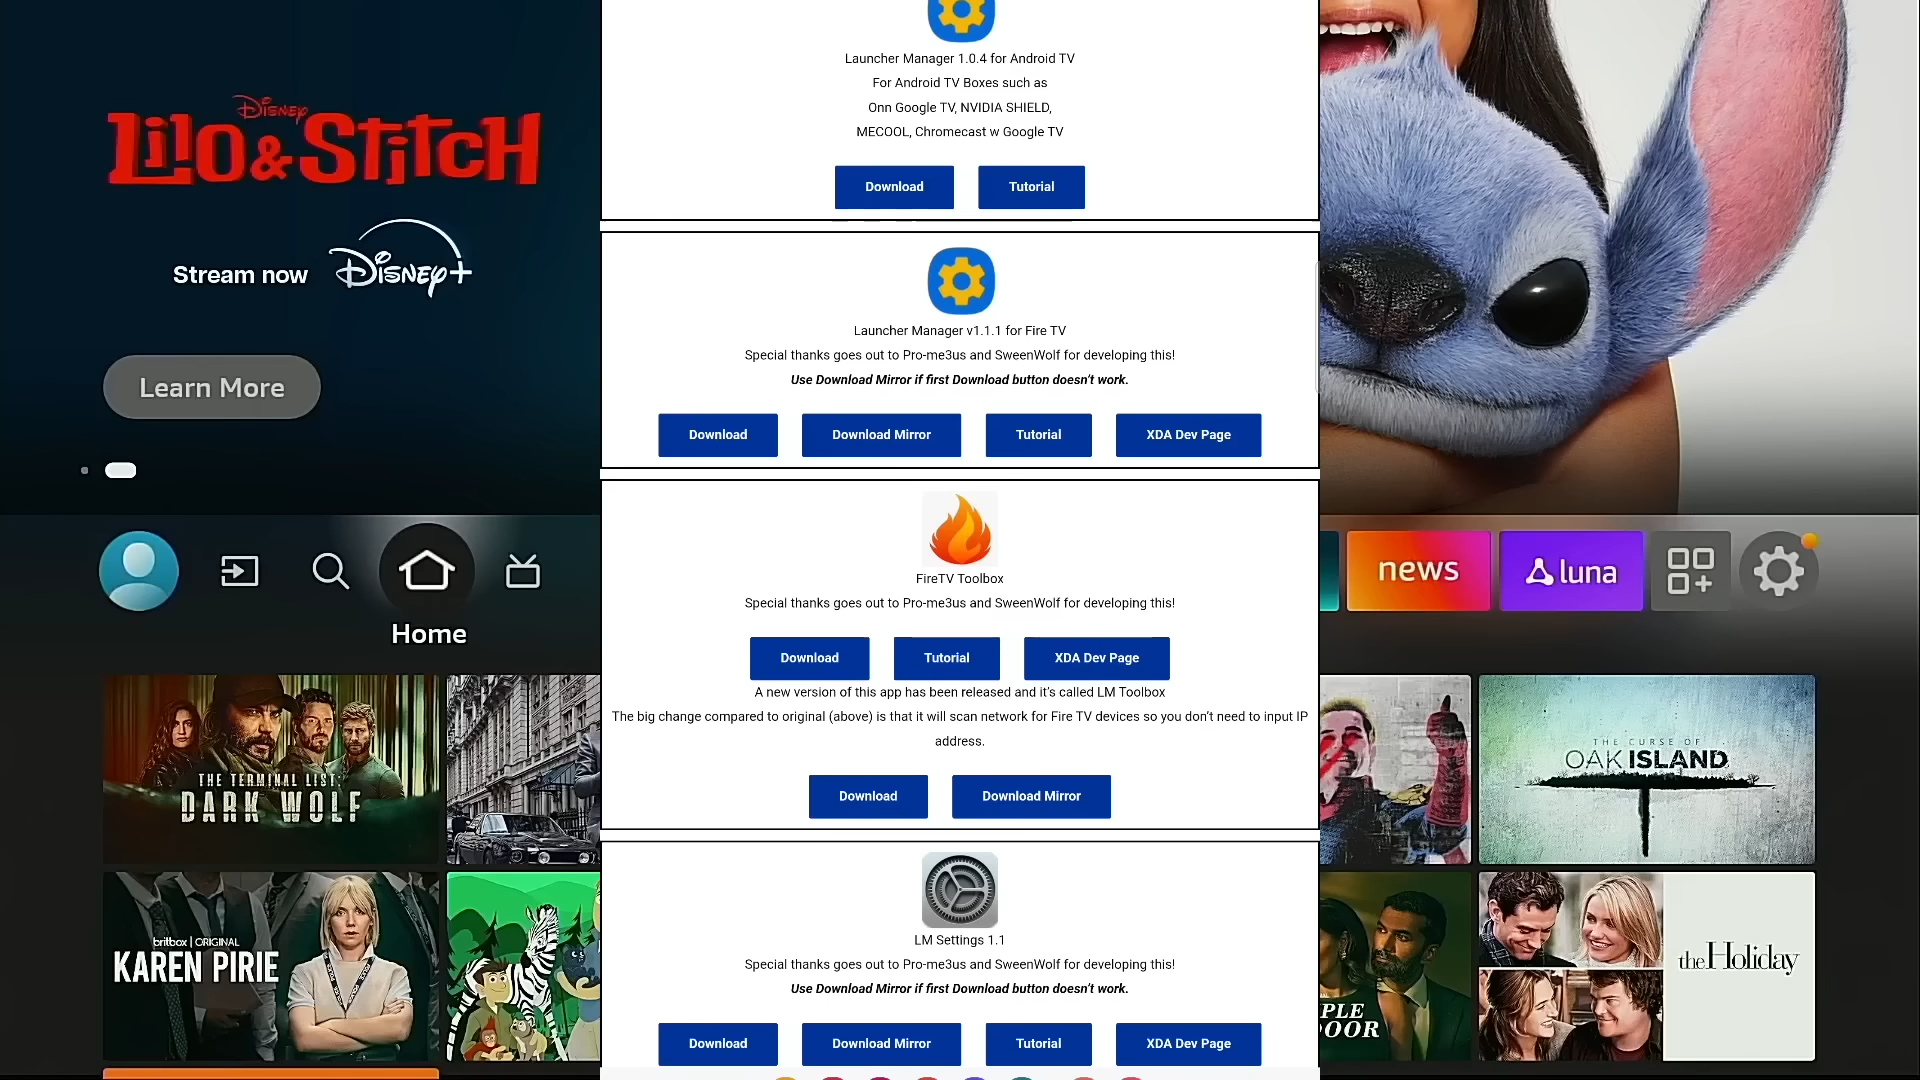 Launcher Manager 1.0.4 for Android TV
For Android TV Boxes such as
Onn Google TV, NVIDIA SHIELD,
MECOOL, Chromecast w Google TV
Download
Tutorial
Disney
Lilo & Stitch
Stream now Disney+
Learn More
Launcher Manager v1.1.1 for Fire TV
Special thanks goes out to Pro-me3us and SweenWolf for developing this!
Use Download Mirror if first Download button doesn't work.
Download
Download Mirror
Tutorial
XDA Dev Page
FireTV Toolbox
Special thanks goes out to Pro-me3us and SweenWolf for developing this!
Download
Tutorial
XDA Dev Page
A new version of this app has been released and it's called LM Toolbox
The big change compared to original (above) is that it will scan network for Fire TV devices so you don't need to input IP
address.
Download
Download Mirror
LM Settings 1.1
Special thanks goes out to Pro-me3us and SweenWolf for developing this!
Use Download Mirror if first Download button doesn't work.
Download
Download Mirror
Tutorial
XDA Dev Page
Home
news
luna
THE TERMINAL LIST:
DARK WOLF
THE CURSE OF
OAK ISLAND
britbox | ORIGINAL
KAREN PIRIE
the Holiday